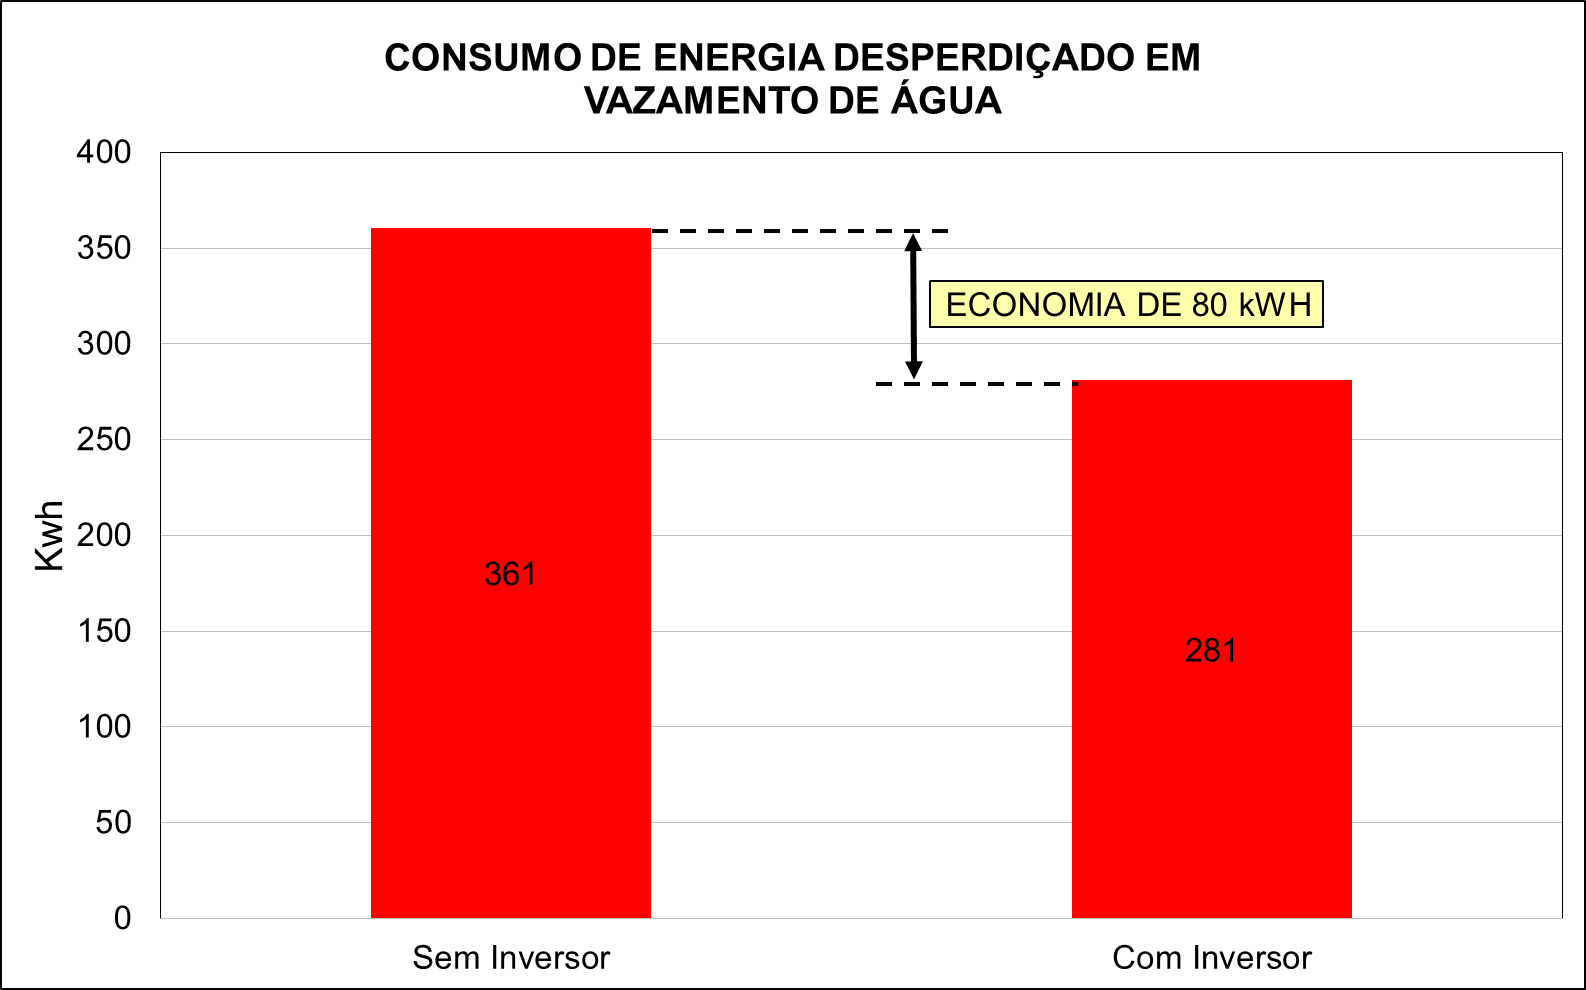 CONSUMO DE ENERGIA DESPERDIÇADO EM
VAZAMENTO DE ÁGUA
400
350
300
250
200
150
100
50
0
Kwh
ECONOMIA DE 80 kWH
361
281
Sem Inversor
Com Inversor